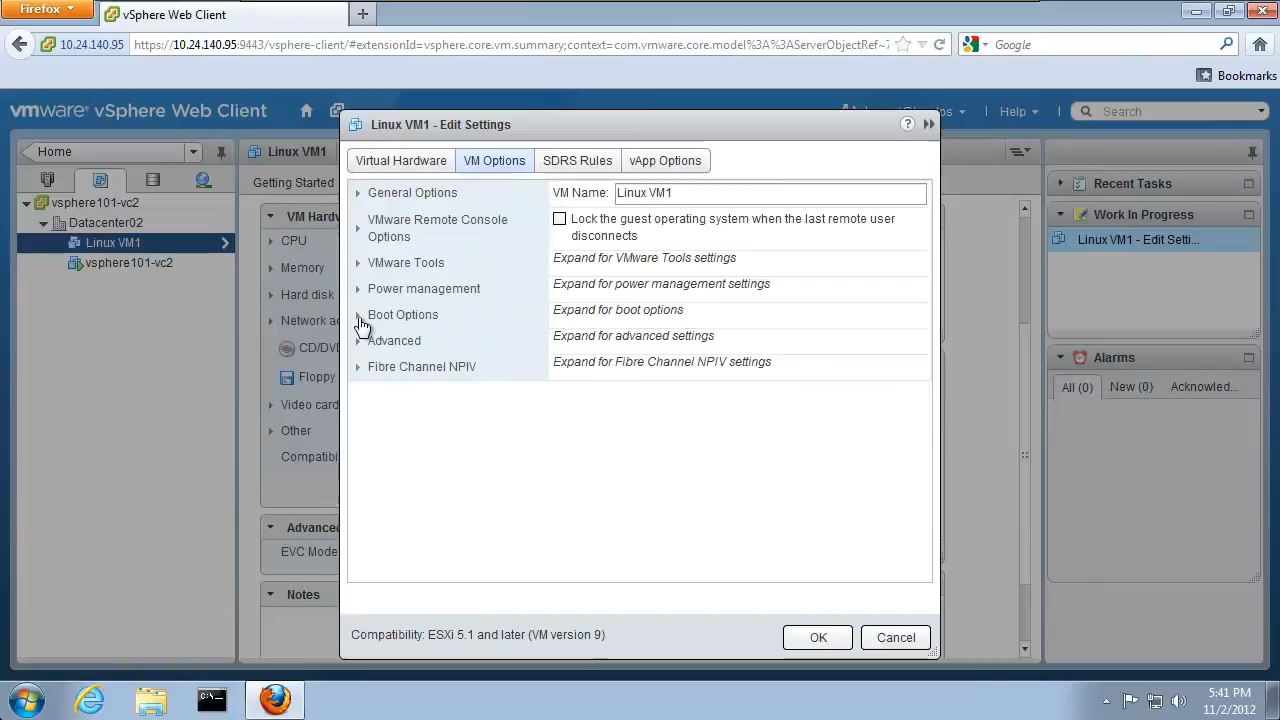 Firefox
vSphere Web Client
10.24.140.95
https://10.24.140.95:9443/vsphere-client/#extensionId=vsphere.core.vm.summary;context=com.vmware.core.model%3A%3AServerObjectRef~7
Google
Bookmarks
vmware® vSphere Web Client
Help
Search
Home
vsphere101-vc2
Datacenter02
Linux VM1
vsphere101-vc2
Linux VM1
Getting Started
VM Hardw
CPU
Memory
Hard disk
Network ad
CD/DVD
Floppy
Video card
Other
Compatibi
Advanced
EVC Mode
Notes
Linux VM1 - Edit Settings
Virtual Hardware
VM Options
SDRS Rules
vApp Options
General Options
VM Name:
Linux VM1
VMware Remote Console
Options
Lock the guest operating system when the last remote user
disconnects
VMware Tools
Expand for VMware Tools settings
Power management
Expand for power management settings
Boot Options
Expand for boot options
Advanced
Expand for advanced settings
Fibre Channel NPIV
Expand for Fibre Channel NPIV settings
Compatibility: ESXi 5.1 and later (VM version 9)
OK
Cancel
Recent Tasks
Work In Progress
Linux VM1 - Edit Setti...
Alarms
All (0)
New (0)
Acknowled...
5:41 PM
11/2/2012